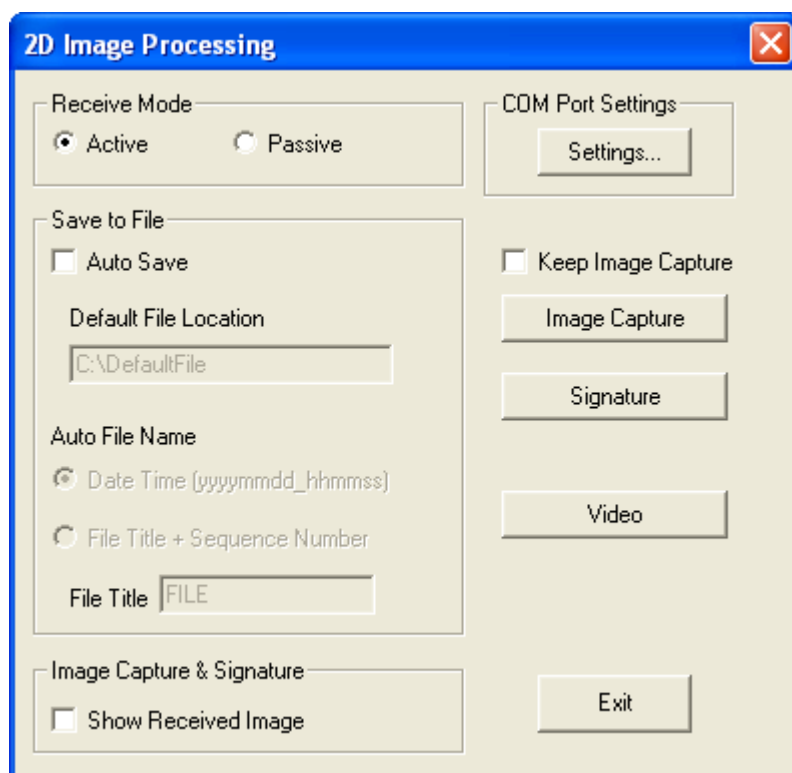 2D Image Processing
Receive Mode
Active
Passive
COM Port Settings
Settings...
Save to File
Auto Save
Default File Location
C:\DefaultFile
Auto File Name
Date Time (yyyymmdd_hhmmss)
File Title + Sequence Number
File Title FILE
Keep Image Capture
Image Capture
Signature
Video
Image Capture & Signature
Show Received Image
Exit